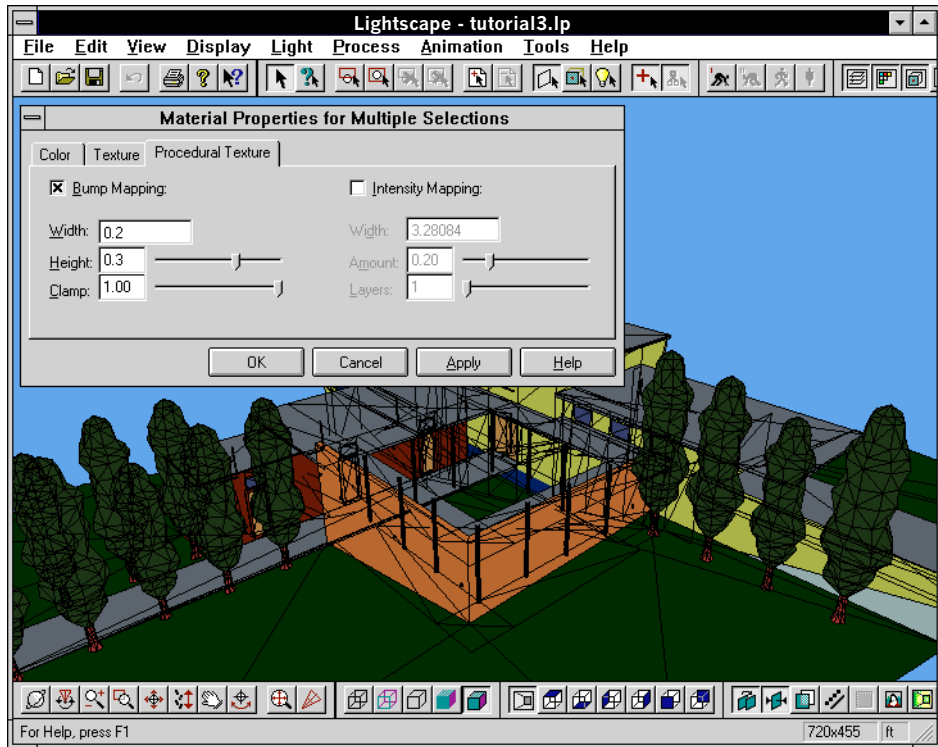 Lightscape - tutorial3.lp
File Edit View Display Light Process Animation Tools Help
Material Properties for Multiple Selections
Color Texture Procedural Texture
Bump Mapping: Intensity Mapping:
Width: 0.2 Width: 3.28084
Height: 0.3 Amount: 0.20
Clamp: 1.00 Layers: 1
OK Cancel Apply Help
For Help, press F1 720x455 ft